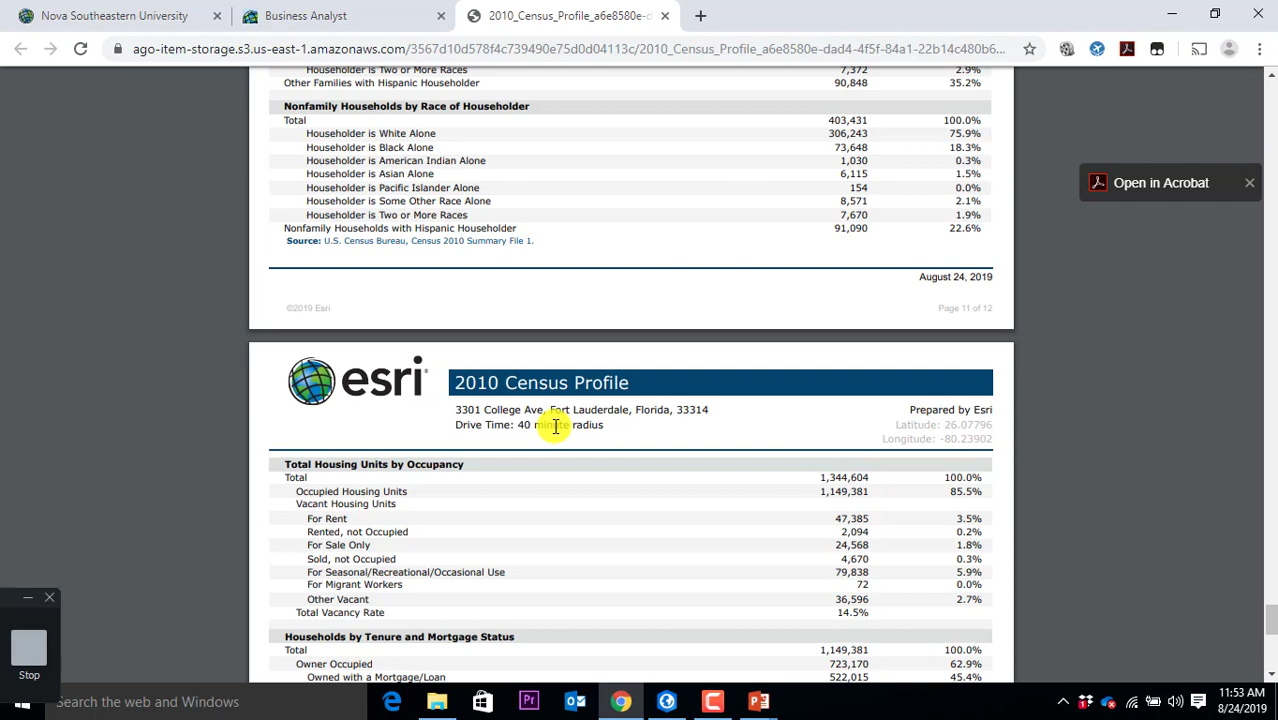 Nova Southeastern University
Business Analyst
2010_Census_Profile_a6e8580e-
ago-item-storage.s3.us-east-1.amazonaws.com/3567d10d578f4c739490e75d0d04113c/2010_Census_Profile_a6e8580e-dad4-4f5f-84a1-22b14c480b6...
Householder is Two or More Races 7,372 2.9%
Other Families with Hispanic Householder 90,848 35.2%
Nonfamily Households by Race of Householder
Total 403,431 100.0%
Householder is White Alone 306,243 75.9%
Householder is Black Alone 73,648 18.3%
Householder is American Indian Alone 1,030 0.3%
Householder is Asian Alone 6,115 1.5%
Householder is Pacific Islander Alone 154 0.0%
Householder is Some Other Race Alone 8,571 2.1%
Householder is Two or More Races 7,670 1.9%
Nonfamily Households with Hispanic Householder 91,090 22.6%
Source: U.S. Census Bureau, Census 2010 Summary File 1.
August 24, 2019
©2019 Esri Page 11 of 12
Open in Acrobat
esri
2010 Census Profile
3301 College Ave, Fort Lauderdale, Florida, 33314 Prepared by Esri
Drive Time: 40 minute radius Latitude: 26.07796
Longitude: -80.23902
Total Housing Units by Occupancy
Total 1,344,604 100.0%
Occupied Housing Units 1,149,381 85.5%
Vacant Housing Units
For Rent 47,385 3.5%
Rented, not Occupied 2,094 0.2%
For Sale Only 24,568 1.8%
Sold, not Occupied 4,670 0.3%
For Seasonal/Recreational/Occasional Use 79,838 5.9%
For Migrant Workers 72 0.0%
Other Vacant 36,596 2.7%
Total Vacancy Rate 14.5%
Households by Tenure and Mortgage Status
Total 1,149,381 100.0%
Owner Occupied 723,170 62.9%
Owned with a Mortgage/Loan 522,015 45.4%
Stop
Search the web and Windows
Pr
11:53 AM
8/24/2019